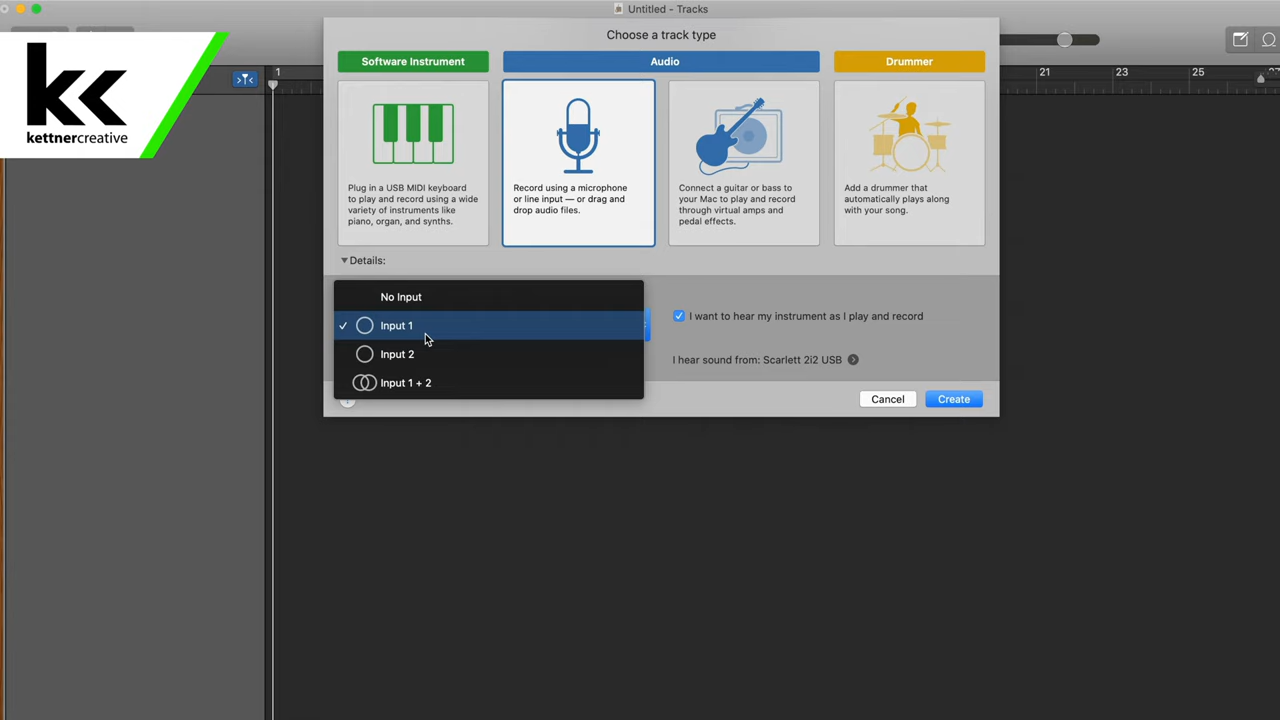 Untitled - Tracks
Choose a track type
kettnercreative
1
21
23
25
27
Software Instrument
Audio
Drummer
Plug in a USB MIDI keyboard
to play and record using a wide
variety of instruments like
piano, organ, and synths.
Record using a microphone
or line input — or drag and
drop audio files.
Connect a guitar or bass to
your Mac to play and record
through virtual amps and
pedal effects.
Add a drummer that
automatically plays along
with your song.
Details:
No Input
Input 1
Input 2
Input 1 + 2
I want to hear my instrument as I play and record
I hear sound from: Scarlett 2i2 USB
Cancel
Create